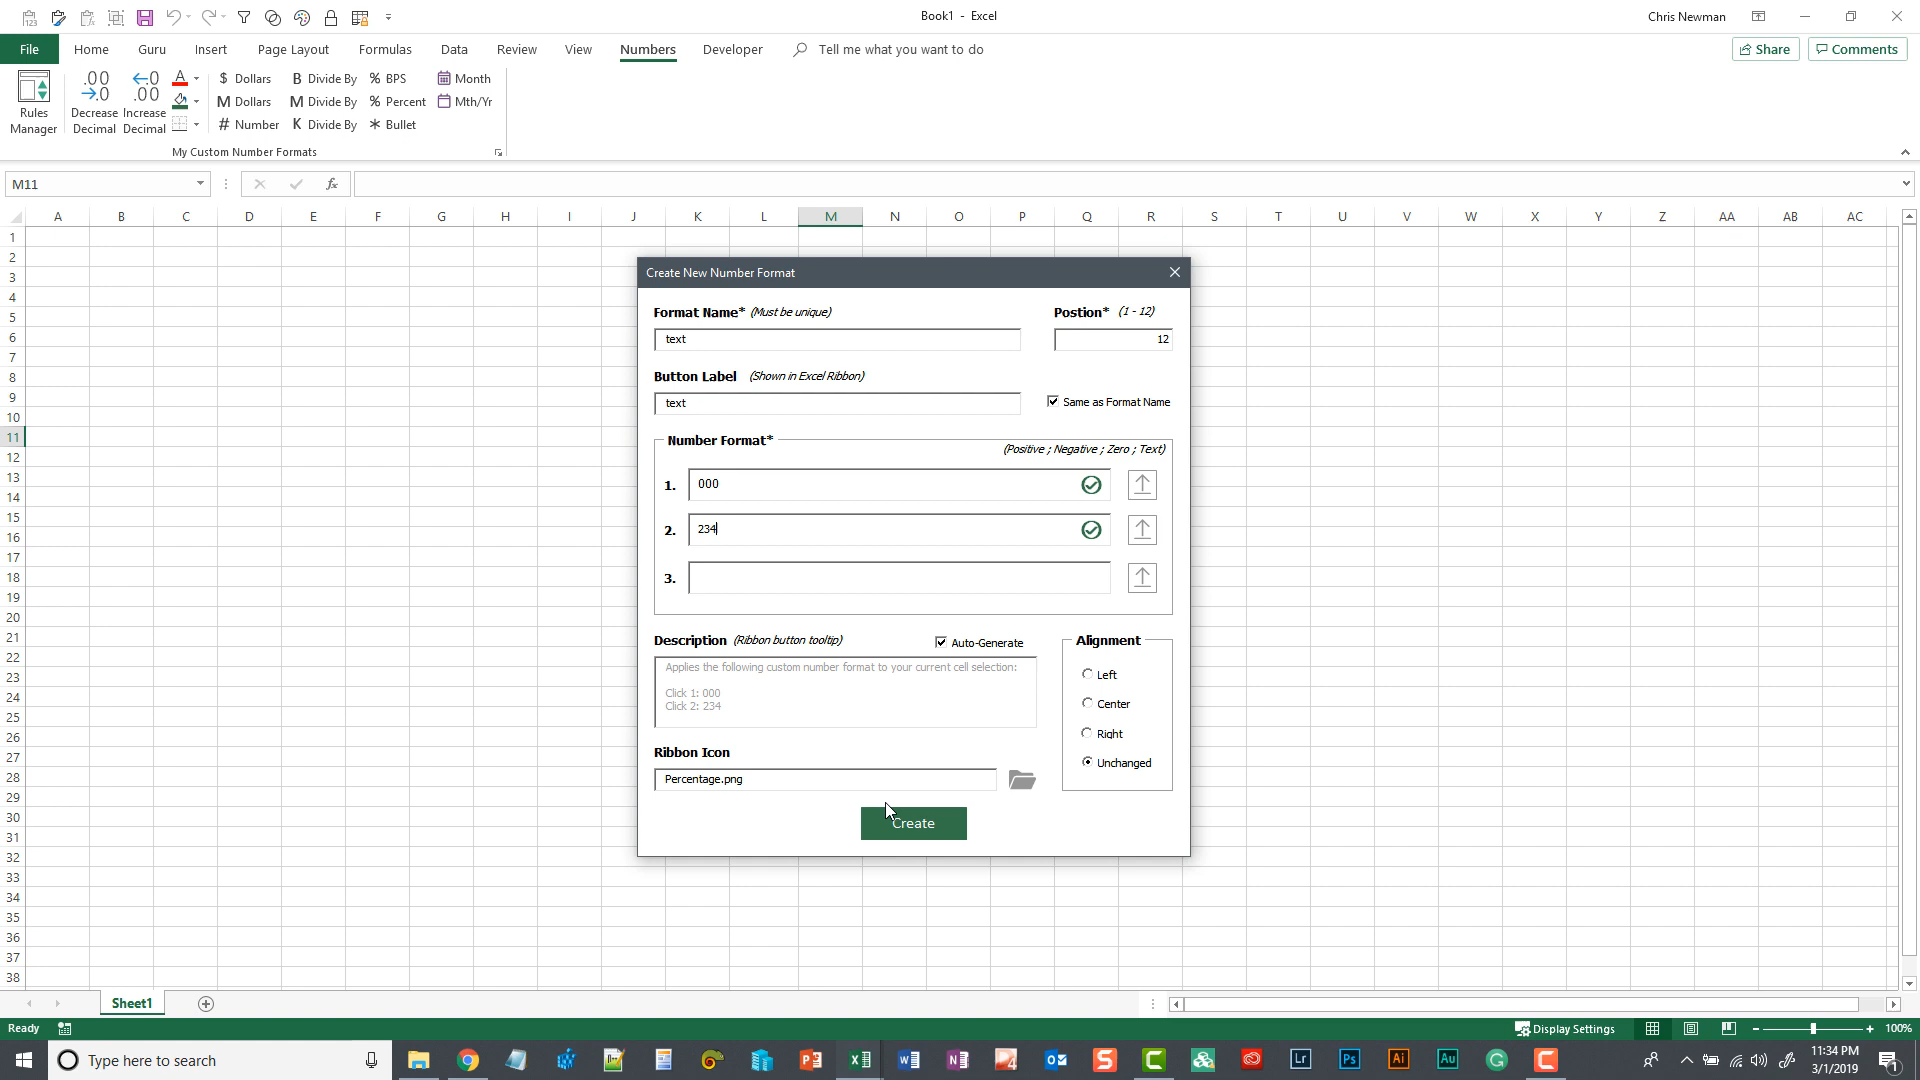 Book1 - Excel
Chris Newman
File Home Guru Insert Page Layout Formulas Data Review View Numbers Developer Tell me what you want to do
Share Comments
Rules Manager
.00 →.0 Decrease Decimal
←.0 .00 Increase Decimal
$ Dollars B Divide By % BPS Month
M Dollars M Divide By % Percent Mth/Yr
# Number K Divide By * Bullet
My Custom Number Formats
M11
fx
A B C D E F G H I J K L M N O P Q R S T U V W X Y Z AA AB AC
1
2
3
4
5
6
7
8
9
10
11
12
13
14
15
16
17
18
19
20
21
22
23
24
25
26
27
28
29
30
31
32
33
34
35
36
37
38
Create New Number Format
Format Name* (Must be unique) Postion* (1 - 12)
text 12
Button Label (Shown in Excel Ribbon)
text Same as Format Name
Number Format*
(Positive ; Negative ; Zero ; Text)
1. 000
2. 234
3.
Description (Ribbon button tooltip) Auto-Generate
Applies the following custom number format to your current cell selection:
Click 1: 000
Click 2: 234
Alignment
Left
Center
Right
Unchanged
Ribbon Icon
Percentage.png
Create
Sheet1
Ready
Display Settings
100%
Type here to search
11:34 PM
3/1/2019